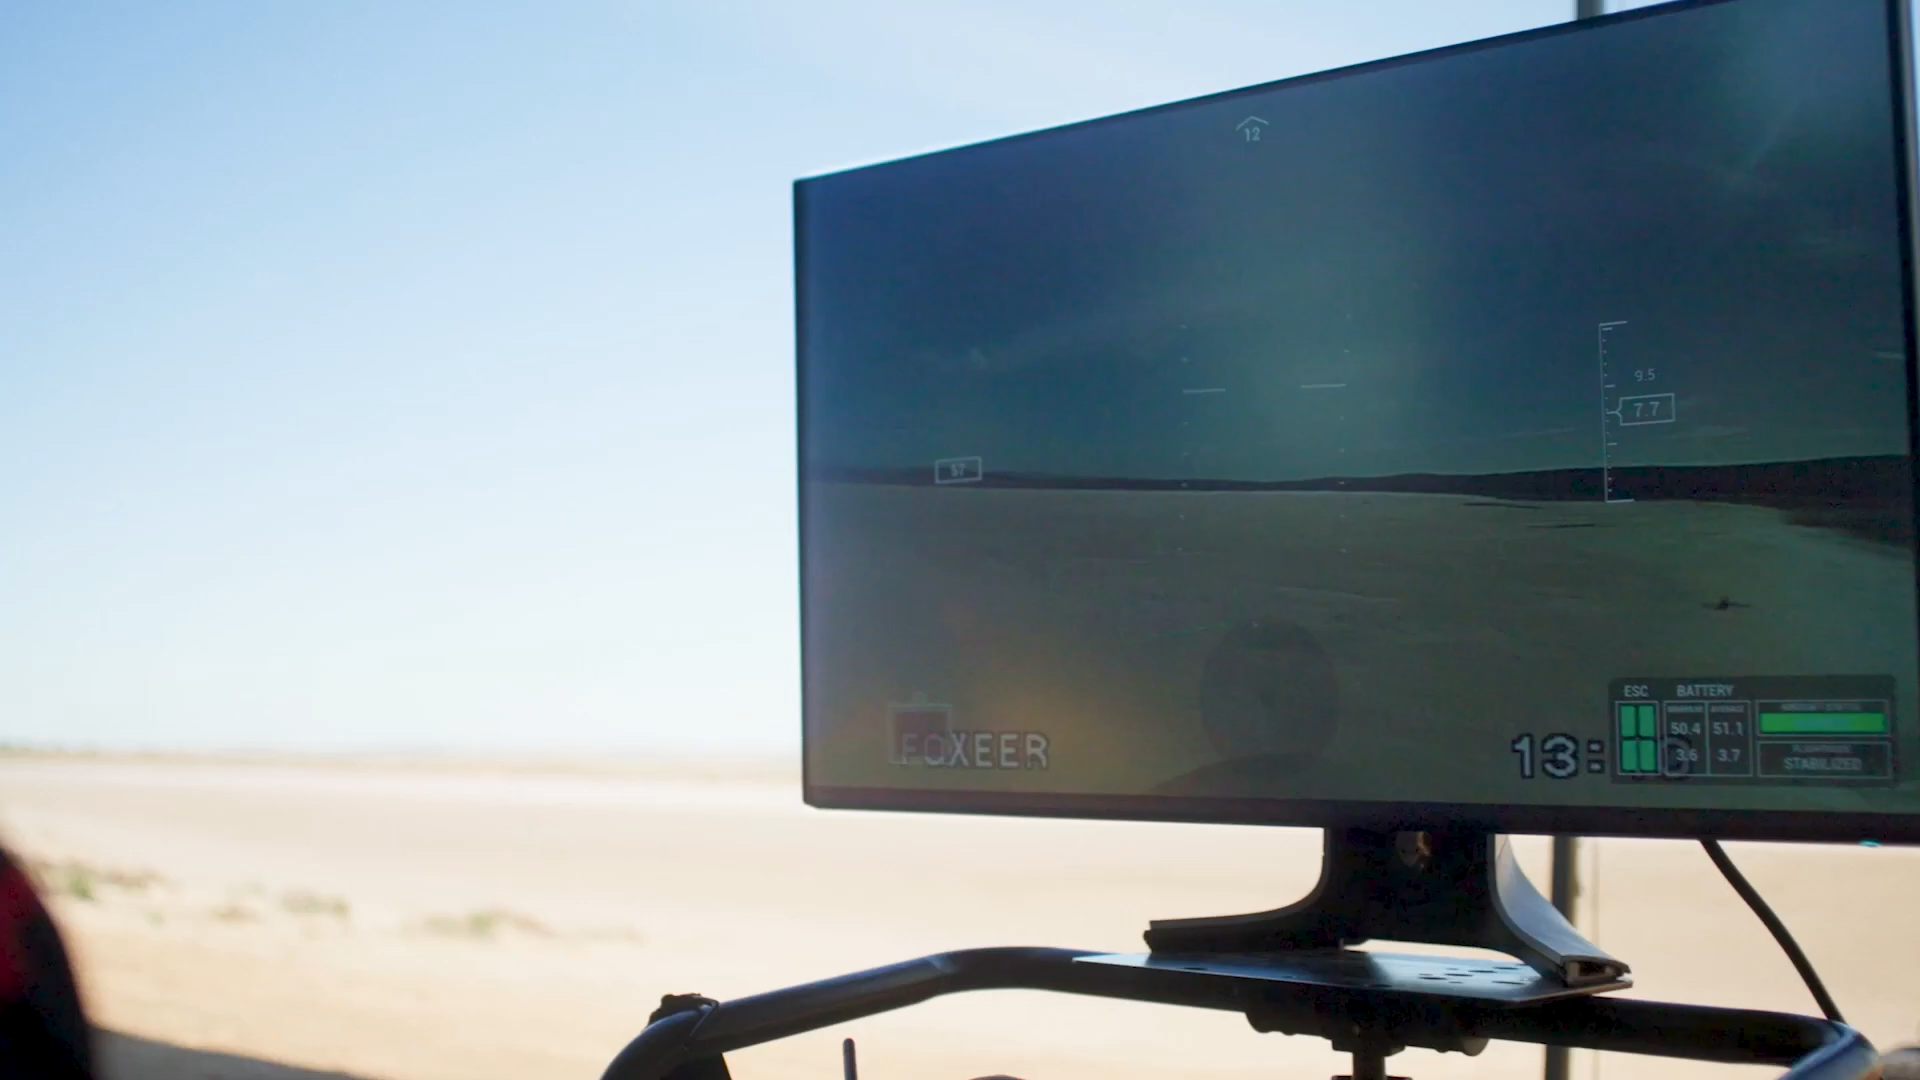 12
9.5
7.7
57
FOXEER
13:
ESC BATTERY
50.4 51.1
3.6 3.7
STABILIZED